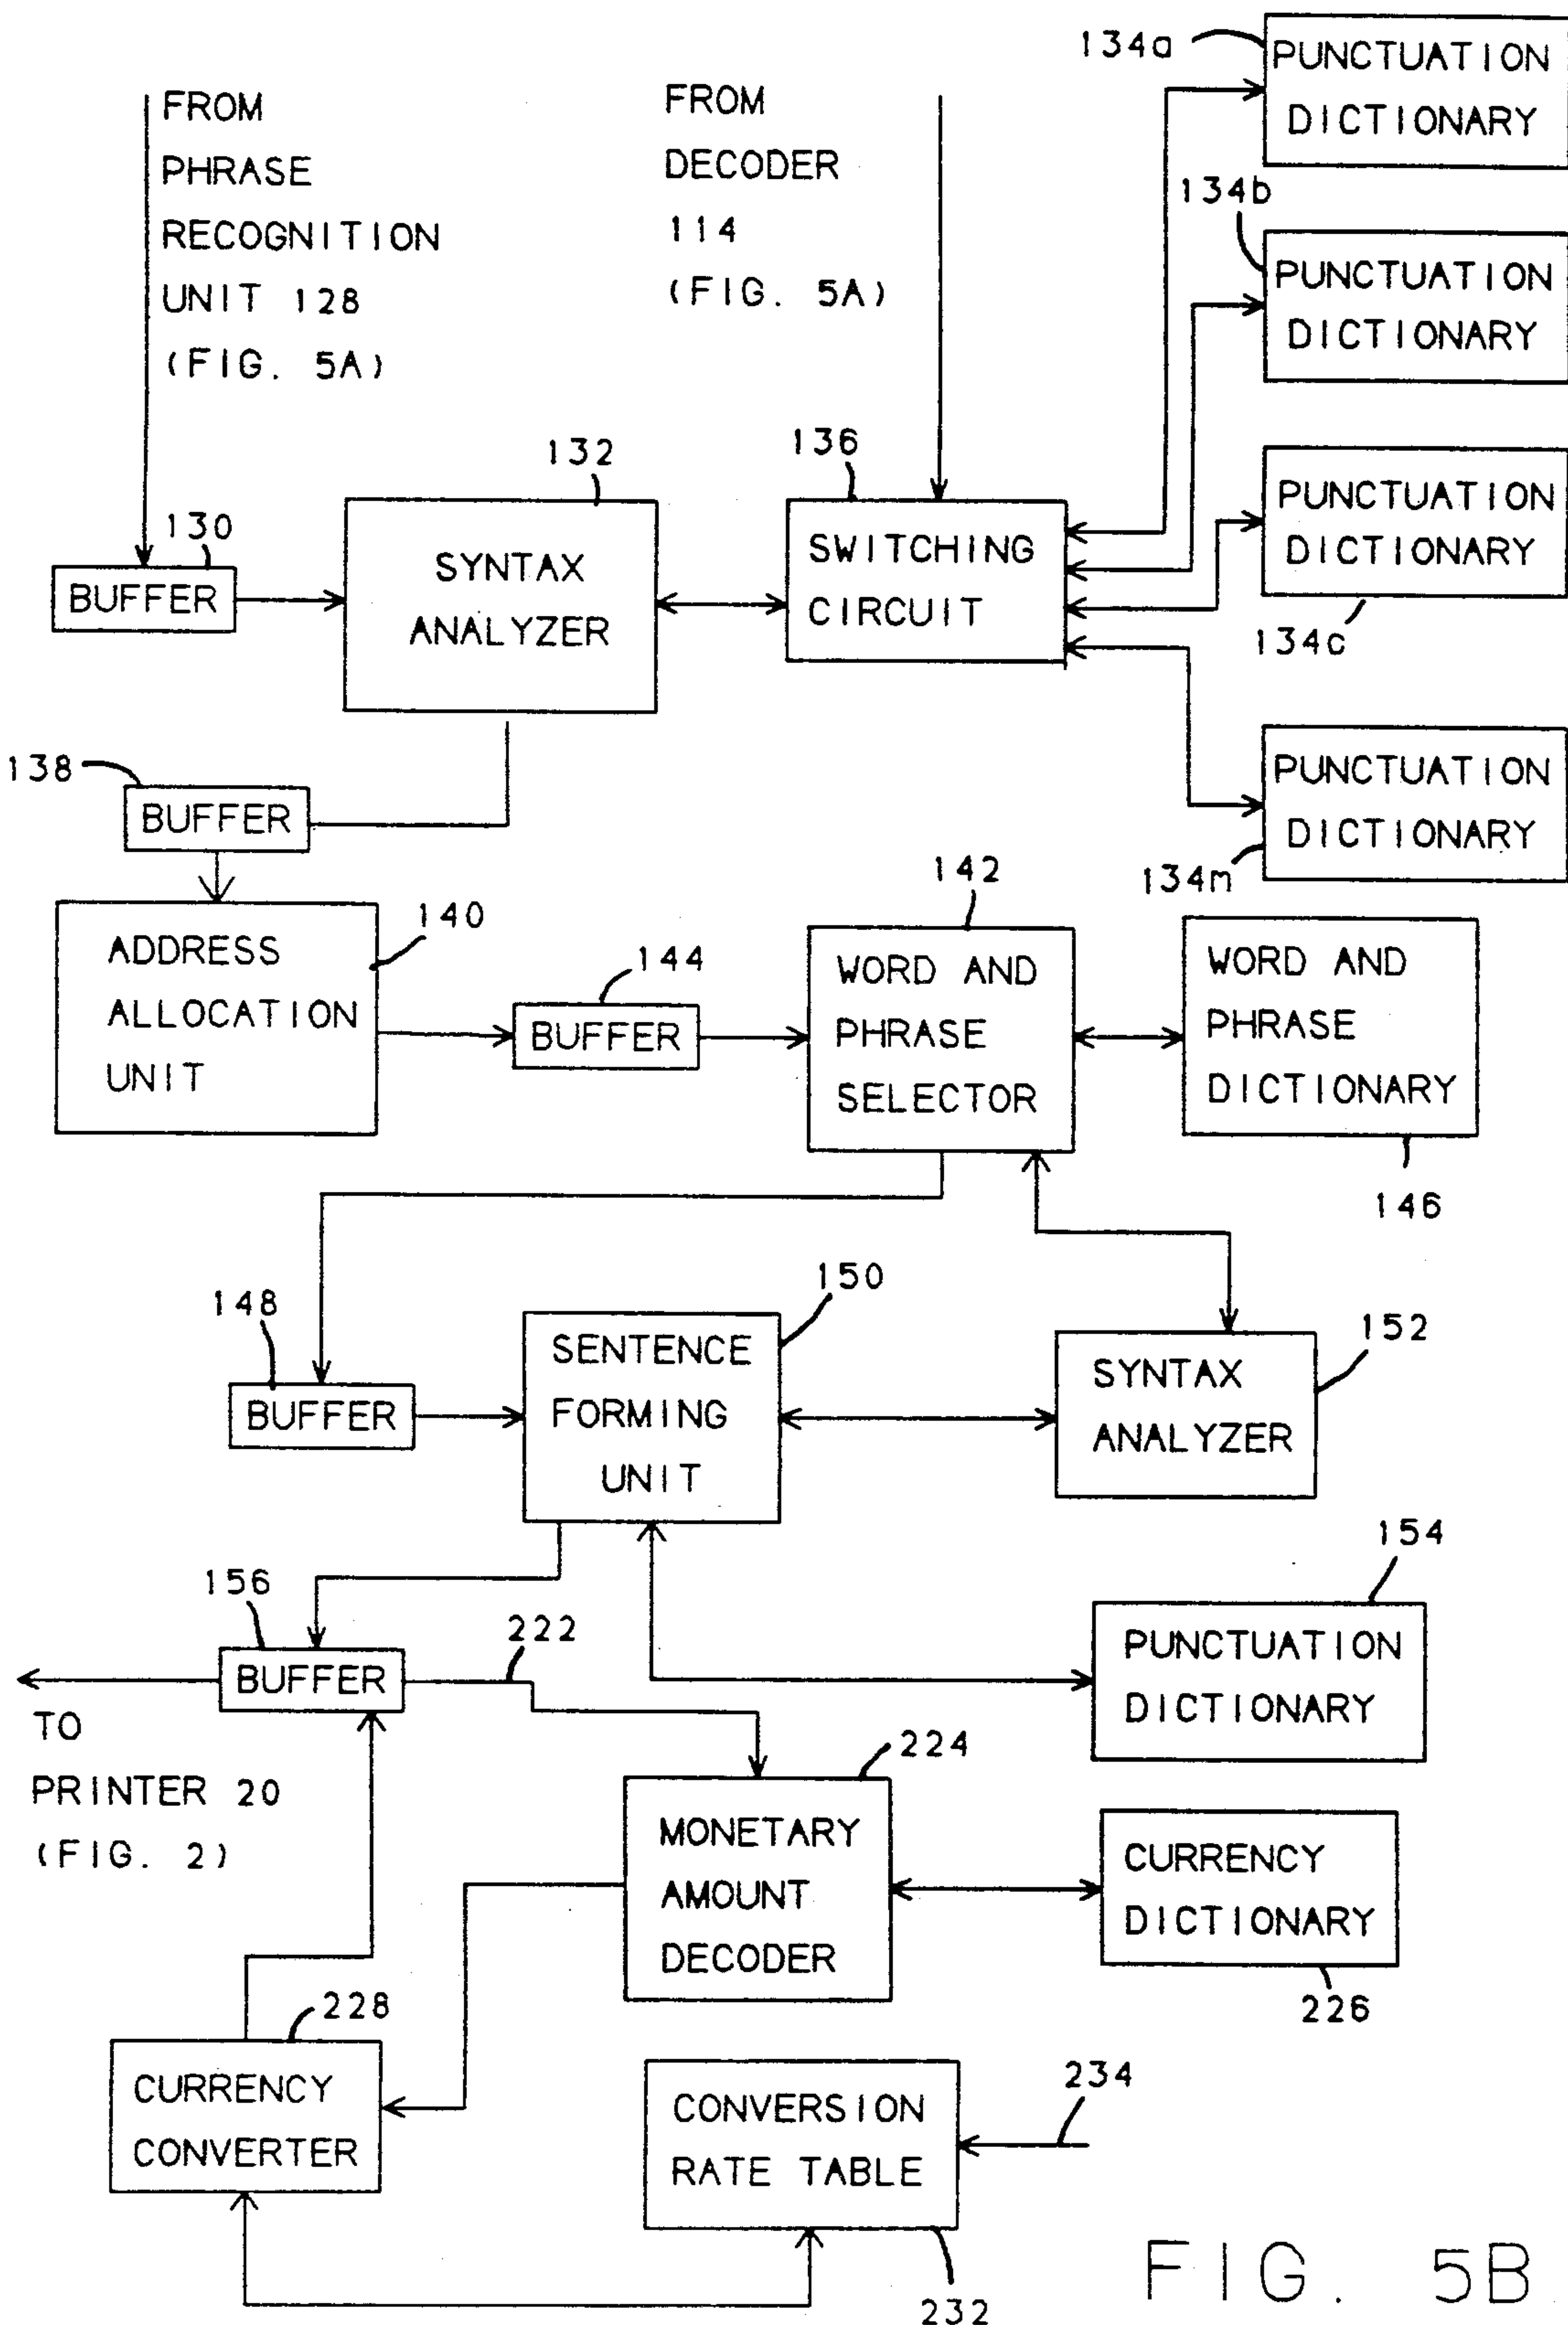 134a
PUNCTUATION
DICTIONARY
FROM
PHRASE
RECOGNITION
UNIT 128
(FIG. 5A)
FROM
DECODER
114
(FIG. 5A)
134b
PUNCTUATION
DICTIONARY
132
136
PUNCTUATION
DICTIONARY
134c
130
BUFFER
SYNTAX
ANALYZER
SWITCHING
CIRCUIT
138
BUFFER
PUNCTUATION
DICTIONARY
134n
140
ADDRESS
ALLOCATION
UNIT
144
BUFFER
142
WORD AND
PHRASE
SELECTOR
WORD AND
PHRASE
DICTIONARY
146
148
BUFFER
150
SENTENCE
FORMING
UNIT
152
SYNTAX
ANALYZER
154
PUNCTUATION
DICTIONARY
156
BUFFER
222
TO
PRINTER 20
(FIG. 2)
224
MONETARY
AMOUNT
DECODER
CURRENCY
DICTIONARY
226
228
CURRENCY
CONVERTER
CONVERSION
RATE TABLE
234
232
FIG. 5B